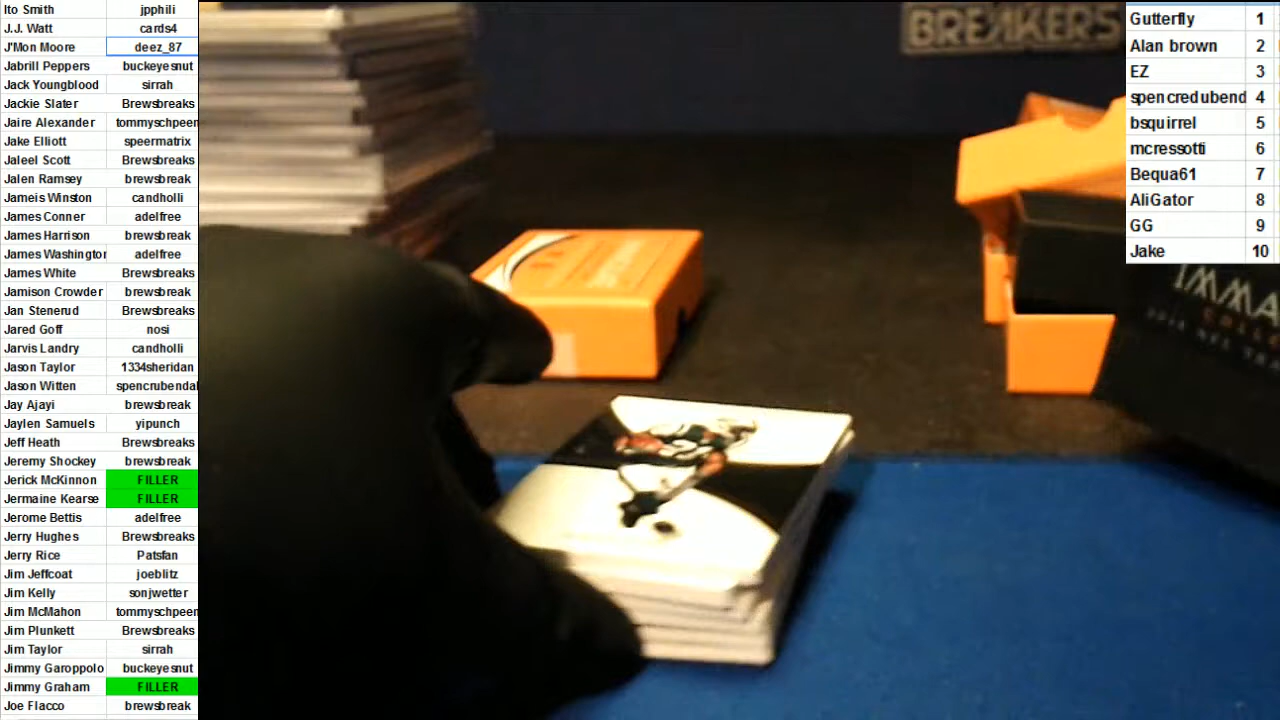 Ito Smith jpphili
J.J. Watt cards4
J'Mon Moore deez_87
Jabrill Peppers buckeyesnut
Jack Youngblood sirrah
Jackie Slater Brewsbreaks
Jaire Alexander tommyschpeen
Jake Elliott speermatrix
Jaleel Scott Brewsbreaks
Jalen Ramsey brewsbreak
Jameis Winston candholli
James Conner adelfree
James Harrison brewsbreak
James Washington adelfree
James White Brewsbreaks
Jamison Crowder brewsbreak
Jan Stenerud Brewsbreaks
Jared Goff nosi
Jarvis Landry candholli
Jason Taylor 1334sheridan
Jason Witten spencrubendal
Jay Ajayi brewsbreak
Jaylen Samuels yipunch
Jeff Heath Brewsbreaks
Jeremy Shockey brewsbreak
Jerick McKinnon FILLER
Jermaine Kearse FILLER
Jerome Bettis adelfree
Jerry Hughes Brewsbreaks
Jerry Rice Patsfan
Jim Jeffcoat joeblitz
Jim Kelly sonjwetter
Jim McMahon tommyschpeen
Jim Plunkett Brewsbreaks
Jim Taylor sirrah
Jimmy Garoppolo buckeyesnut
Jimmy Graham FILLER
Joe Flacco brewsbreak
BREAKERS
Gutterfly 1
Alan brown 2
EZ 3
spencredubend 4
bsquirrel 5
mcressotti 6
Bequa61 7
AliGator 8
GG 9
Jake 10
IMMA
COLLE